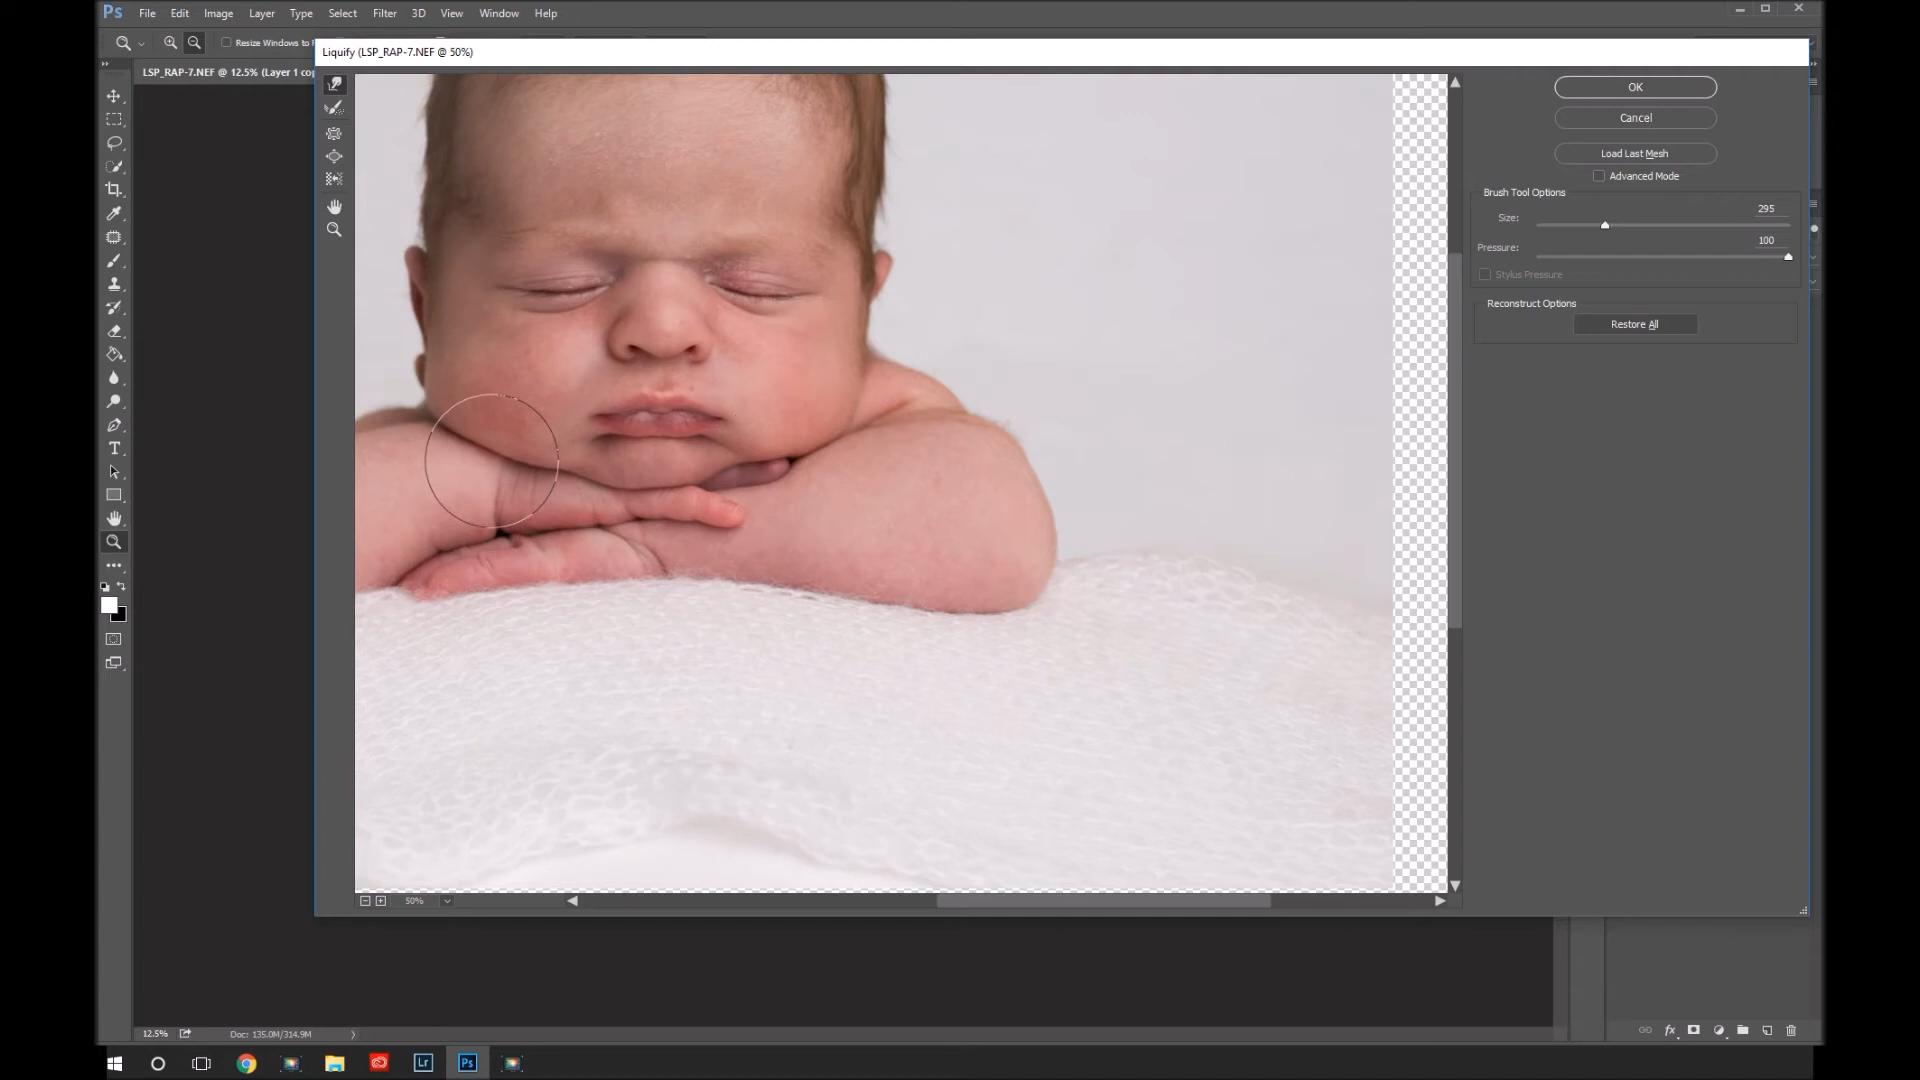 Ps File Edit Image Layer Type Select Filter 3D View Window Help
Resize Windows to
Liquify (LSP_RAP-7.NEF @ 50%)
LSP_RAP-7.NEF @ 12.5% (Layer 1 cop
OK
Cancel
Load Last Mesh
Advanced Mode
Brush Tool Options
Size: 295
Pressure: 100
Stylus Pressure
Reconstruct Options
Restore All
T
50%
12.5% Doc: 135.0M/314.9M
fx
Lr Ps